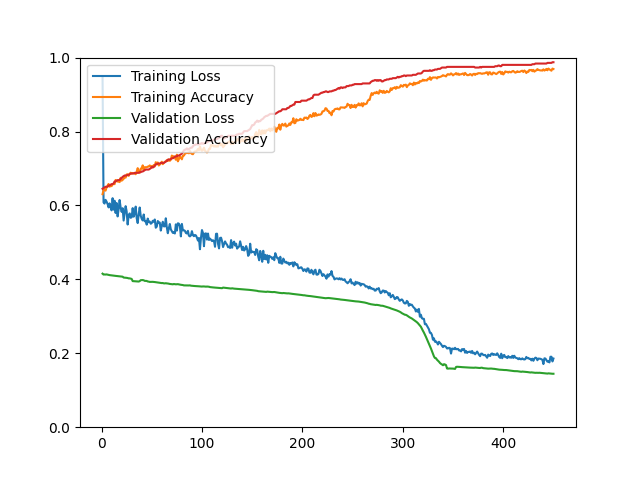 Training Loss
Training Accuracy
Validation Loss
Validation Accuracy
1.0
0.8
0.6
0.4
0.2
0.0
0 100 200 300 400